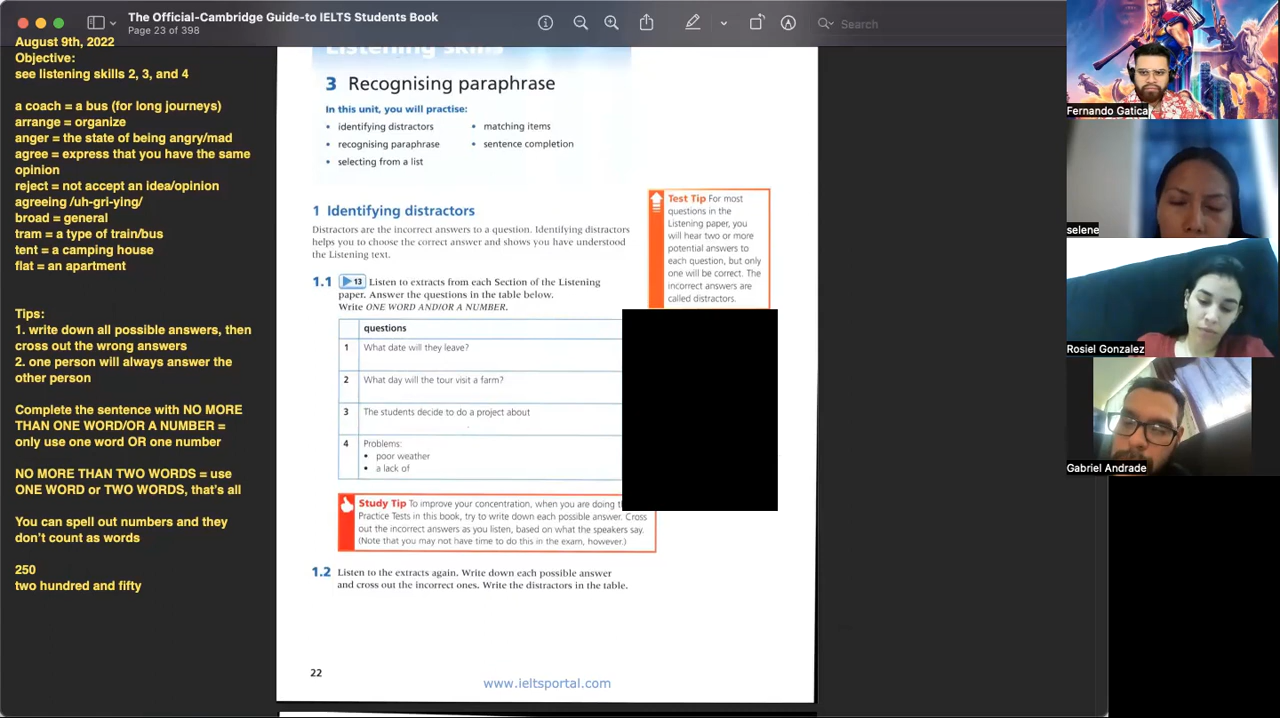 The Official-Cambridge Guide-to IELTS Students Book
Page 23 of 398
Search
August 9th, 2022
Objective:
see listening skills 2, 3, and 4
a coach = a bus (for long journeys)
arrange = organize
anger = the state of being angry/mad
agree = express that you have the same
opinion
reject = not accept an idea/opinion
agreeing /uh-gri-ying/
broad = general
tram = a type of train/bus
tent = a camping house
flat = an apartment
Tips:
1. write down all possible answers, then
cross out the wrong answers
2. one person will always answer the
other person
Complete the sentence with NO MORE
THAN ONE WORD/OR A NUMBER =
only use one word OR one number
NO MORE THAN TWO WORDS = use
ONE WORD or TWO WORDS, that's all
You can spell out numbers and they
don't count as words
250
two hundred and fifty
Listening skills
3 Recognising paraphrase
In this unit, you will practise:
• identifying distractors
• recognising paraphrase
• selecting from a list
• matching items
• sentence completion
1 Identifying distractors
Distractors are the incorrect answers to a question. Identifying distractors
helps you to choose the correct answer and shows you have understood
the Listening text.
Test Tip For most
questions in the
Listening paper, you
will hear two or more
potential answers to
each question, but only
one will be correct. The
incorrect answers are
called distractors.
1.1 13 Listen to extracts from each Section of the Listening
paper. Answer the questions in the table below.
Write ONE WORD AND/OR A NUMBER.
questions
1 What date will they leave?
2 What day will the tour visit a farm?
3 The students decide to do a project about
4 Problems:
• poor weather
• a lack of
Study Tip To improve your concentration, when you are doing
Practice Tests in this book, try to write down each possible answer. Cross
out the incorrect answers as you listen, based on what the speakers say.
(Note that you may not have time to do this in the exam, however.)
1.2 Listen to the extracts again. Write down each possible answer
and cross out the incorrect ones. Write the distractors in the table.
22
www.ieltsportal.com
Fernando Gatica
selene
Rosiel Gonzalez
Gabriel Andrade